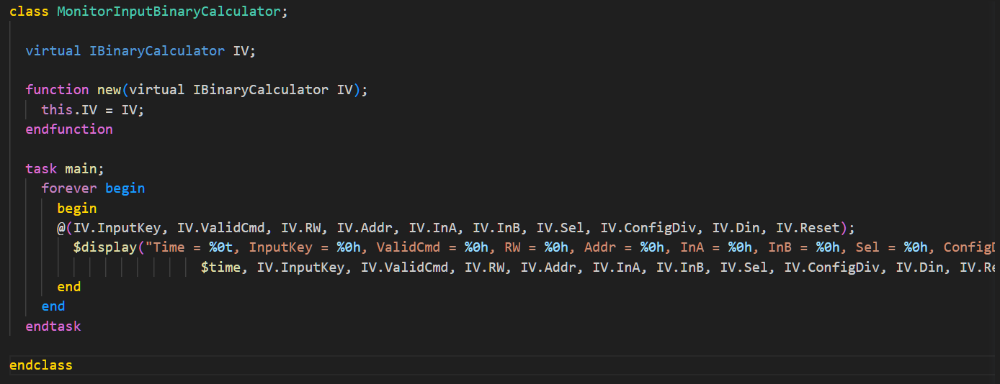 class MonitorInputBinaryCalculator;
virtual IBinaryCalculator IV;
function new(virtual IBinaryCalculator IV);
this.IV = IV;
endfunction
task main;
forever begin
begin
@(IV.InputKey, IV.ValidCmd, IV.RW, IV.Addr, IV.InA, IV.InB, IV.Sel, IV.ConfigDiv, IV.Din, IV.Reset);
$display("Time = %0t, InputKey = %0h, ValidCmd = %0h, RW = %0h, Addr = %0h, InA = %0h, InB = %0h, Sel = %0h, Config
$time, IV.InputKey, IV.ValidCmd, IV.RW, IV.Addr, IV.InA, IV.InB, IV.Sel, IV.ConfigDiv, IV.Din, IV.Re
end
end
endtask
endclass